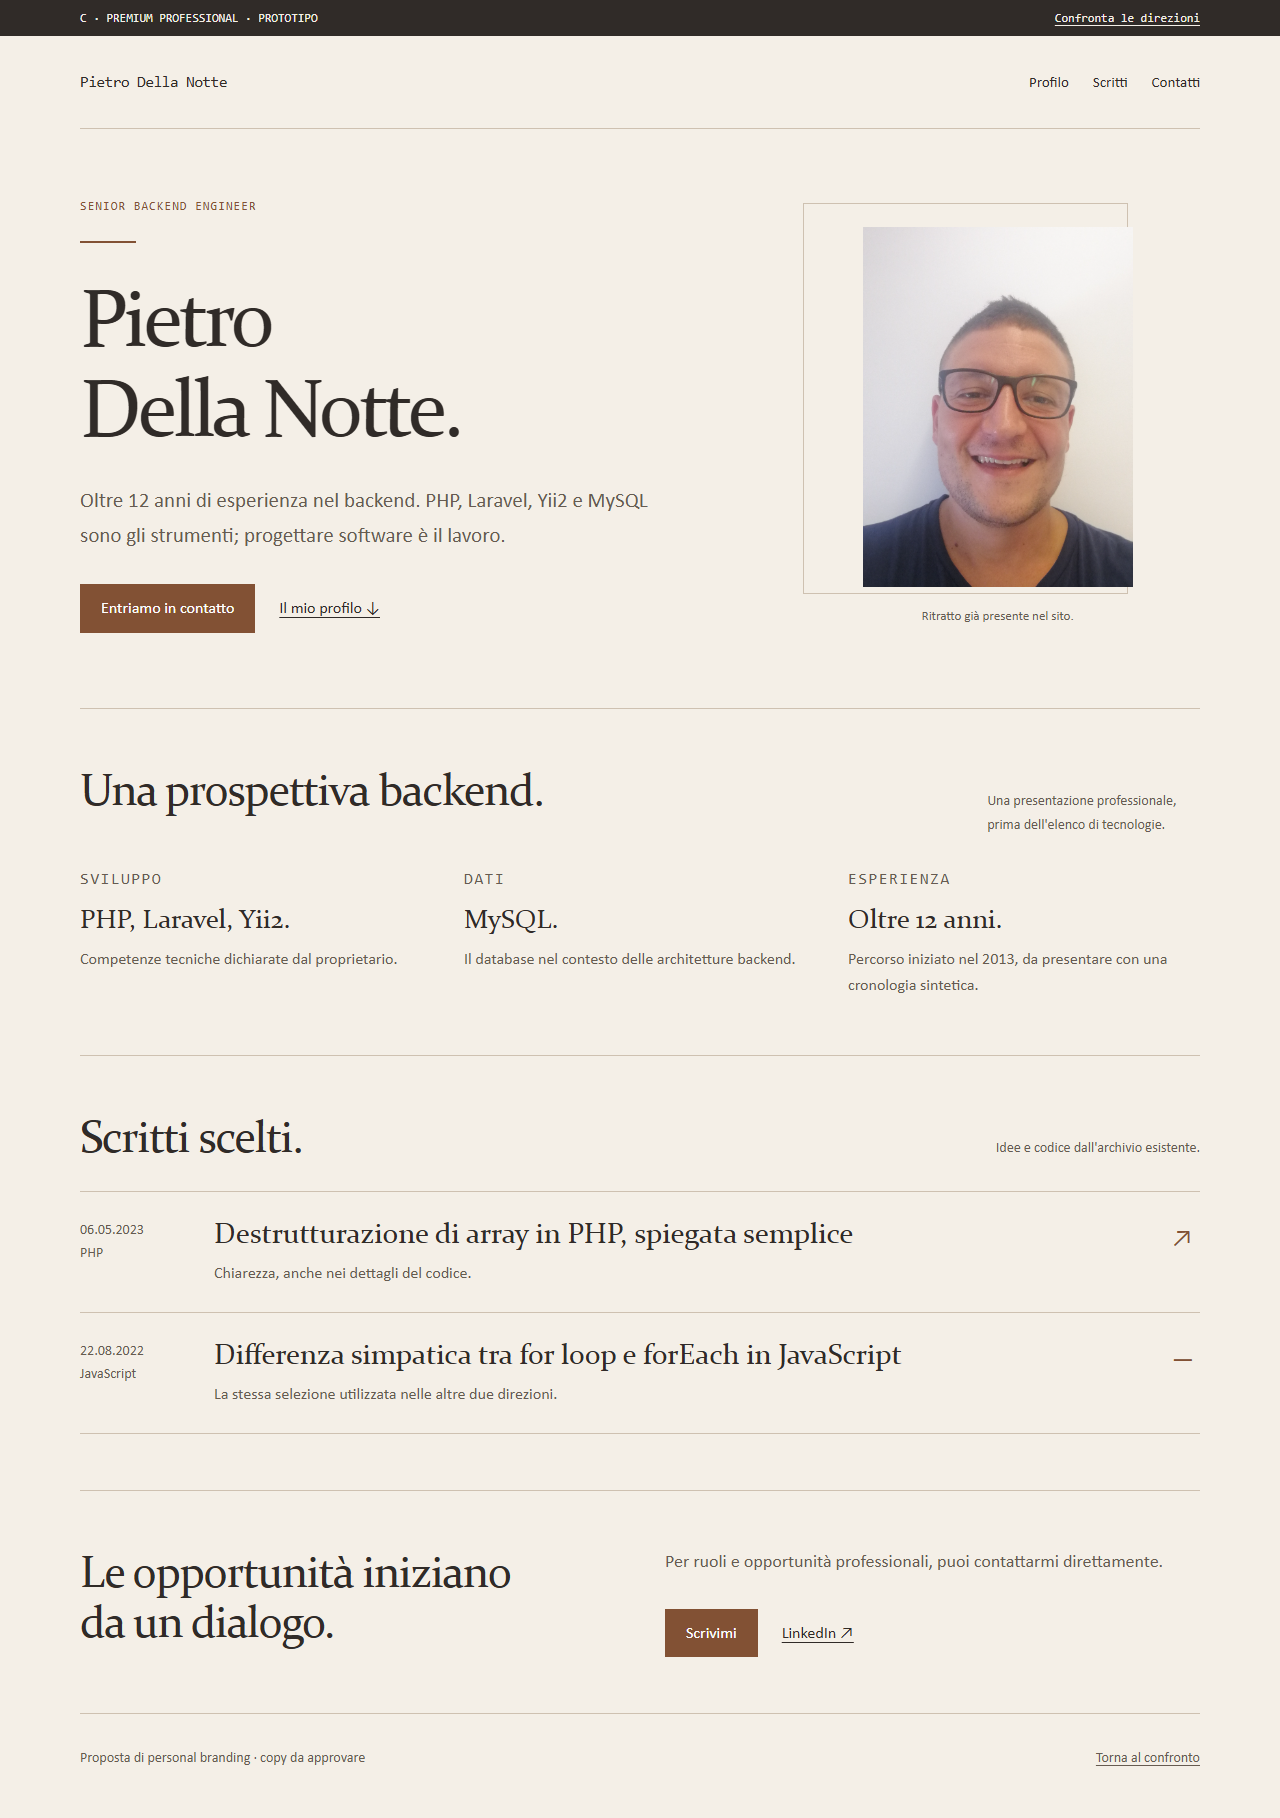 C · PREMIUM PROFESSIONAL · PROTOTIPO
Confronta le direzioni
Pietro Della Notte
Profilo
Scritti
Contatti
SENIOR BACKEND ENGINEER
Pietro
Della Notte.
Oltre 12 anni di esperienza nel backend. PHP, Laravel, Yii2 e MySQL
sono gli strumenti; progettare software è il lavoro.
Entriamo in contatto
Il mio profilo ↓
Ritratto già presente nel sito.
Una prospettiva backend.
Una presentazione professionale,
prima dell'elenco di tecnologie.
SVILUPPO
PHP, Laravel, Yii2.
Competenze tecniche dichiarate dal proprietario.
DATI
MySQL.
Il database nel contesto delle architetture backend.
ESPERIENZA
Oltre 12 anni.
Percorso iniziato nel 2013, da presentare con una
cronologia sintetica.
Scritti scelti.
Idee e codice dall'archivio esistente.
06.05.2023
PHP
Destrutturazione di array in PHP, spiegata semplice
Chiarezza, anche nei dettagli del codice.
↗
22.08.2022
JavaScript
Differenza simpatica tra for loop e forEach in JavaScript
La stessa selezione utilizzata nelle altre due direzioni.
—
Le opportunità iniziano
da un dialogo.
Per ruoli e opportunità professionali, puoi contattarmi direttamente.
Scrivimi
LinkedIn ↗
Proposta di personal branding · copy da approvare
Torna al confronto